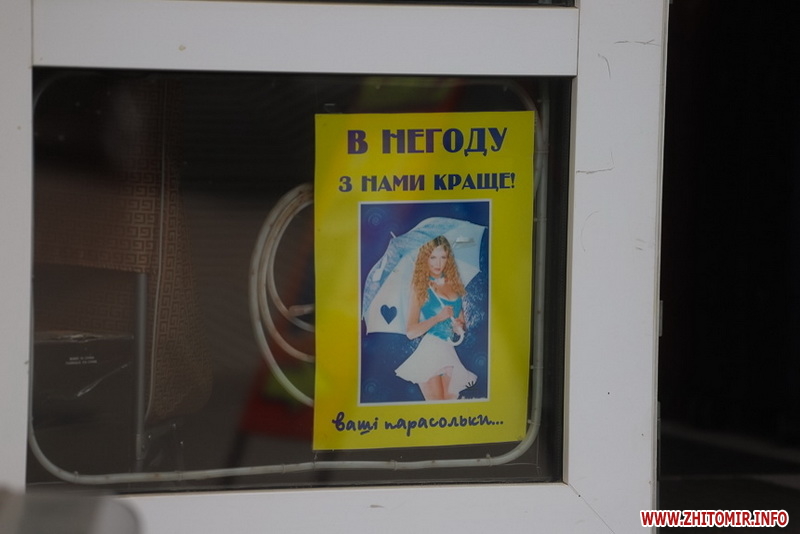 В НЕГОДУ
З НАМИ КРАЩЕ!
ваші парасольки...
WWW.ZHITOMIR.INFO